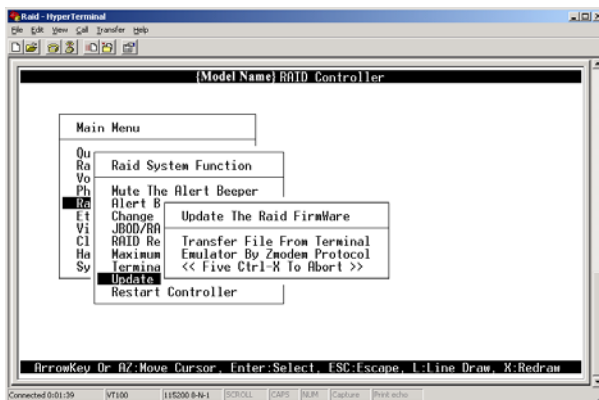 Raid - HyperTerminal
File Edit View Call Transfer Help
{Model Name} RAID Controller
Main Menu
Qu
Ra
Vo
Ph
Ra
Et
Vi
Cl
Ha
Sy
Raid System Function
Mute The Alert Beeper
Alert B
Change
JBOD/RA
RAID Re
Maximum
Termina
Update
Restart Controller
Update The Raid FirmWare
Transfer File From Terminal
Emulator By Zmodem Protocol
<< Five Ctrl-X To Abort >>
ArrowKey Or AZ:Move Cursor, Enter:Select, ESC:Escape, L:Line Draw, X:Redraw
Connected 0:01:39 VT100 115200 8-N-1 SCROLL CAPS NUM Capture Print echo